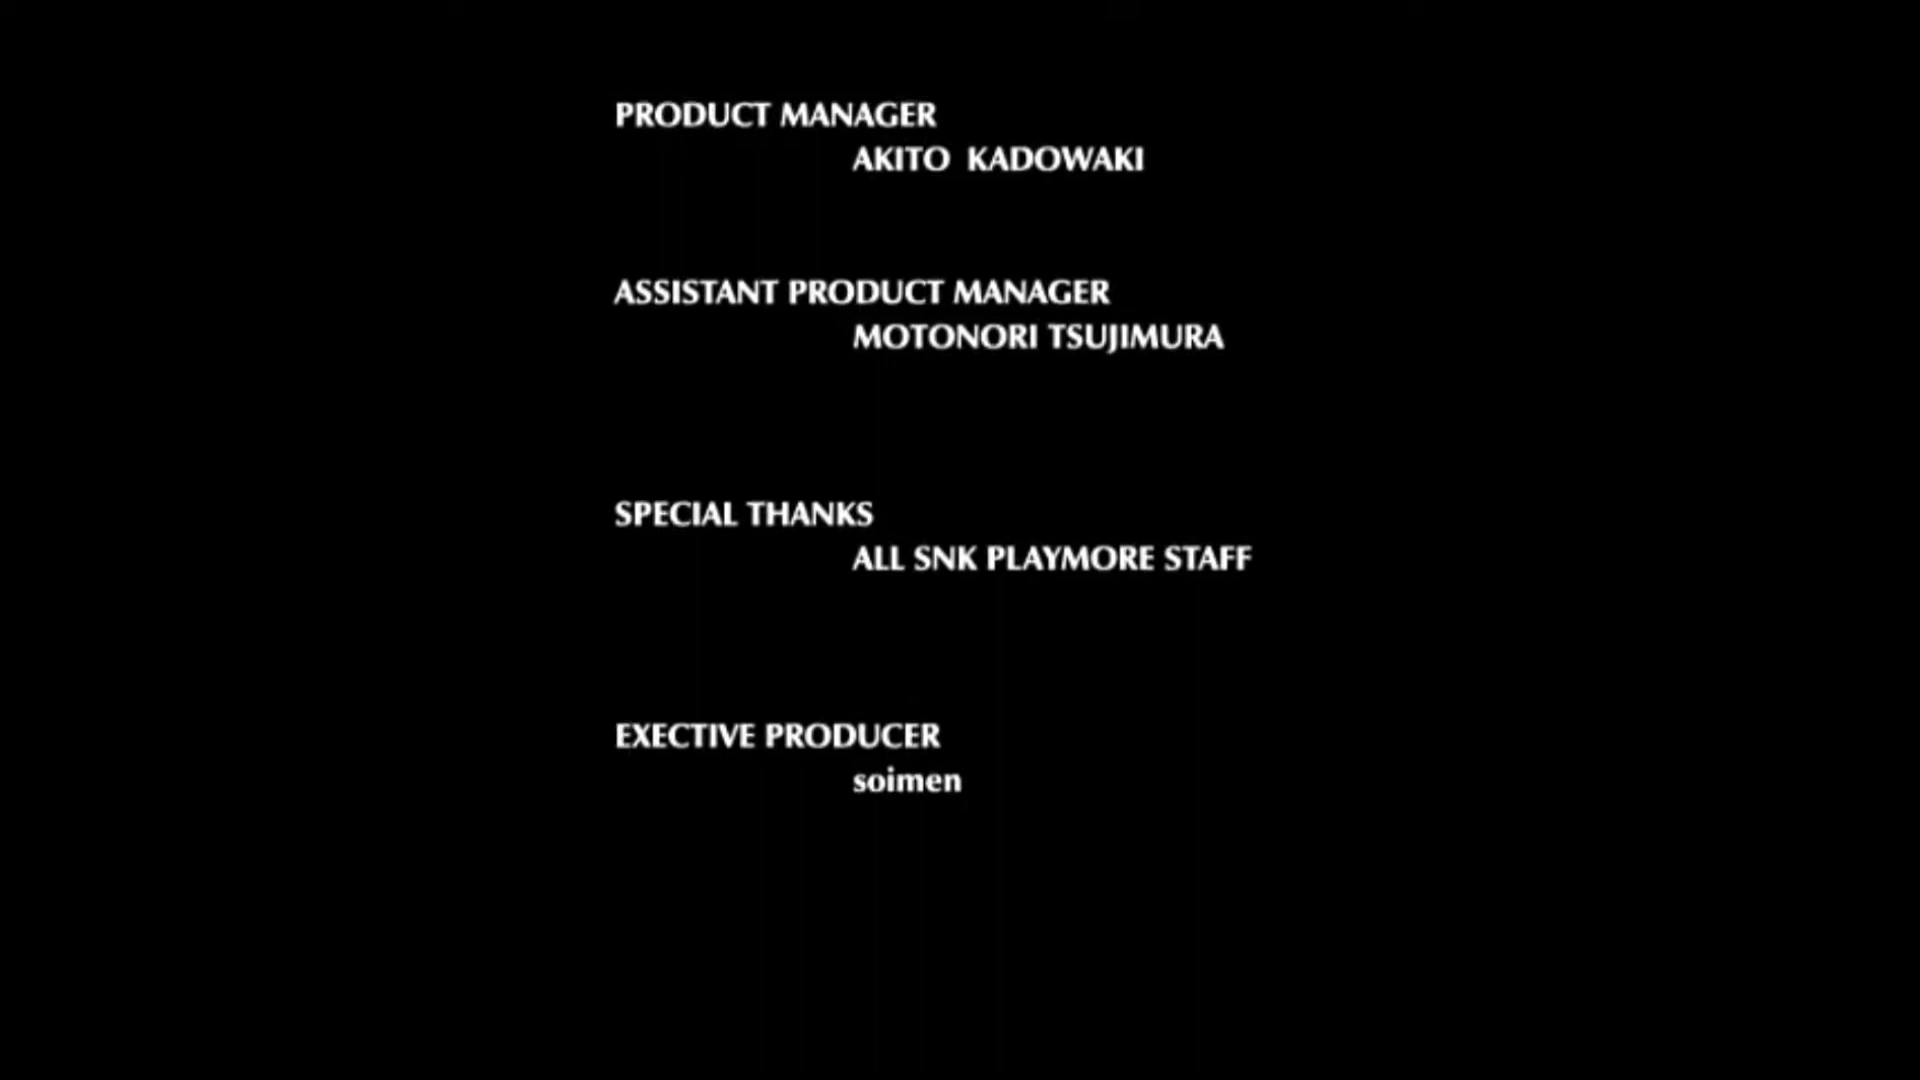 PRODUCT MANAGER
AKITO KADOWAKI
ASSISTANT PRODUCT MANAGER
MOTONORI TSUJIMURA
SPECIAL THANKS
ALL SNK PLAYMORE STAFF
EXECTIVE PRODUCER
soimen